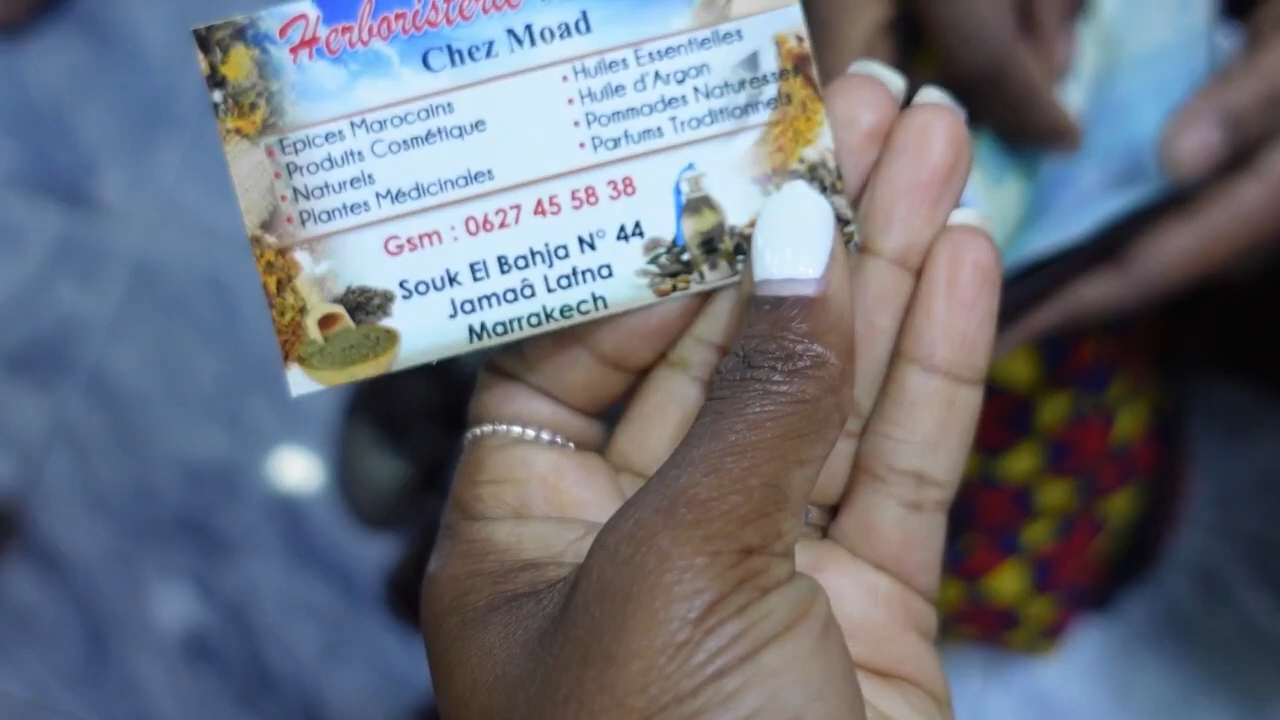 Herboristerie
Chez Moad
• Epices Marocains
• Produits Cosmétique
• Naturels
• Plantes Médicinales
• Huiles Essentielles
• Huile d'Argan
• Pommades Naturesses
• Parfums Traditionnels
Gsm : 0627 45 58 38
Souk El Bahja N° 44
Jamaâ Lafna
Marrakech